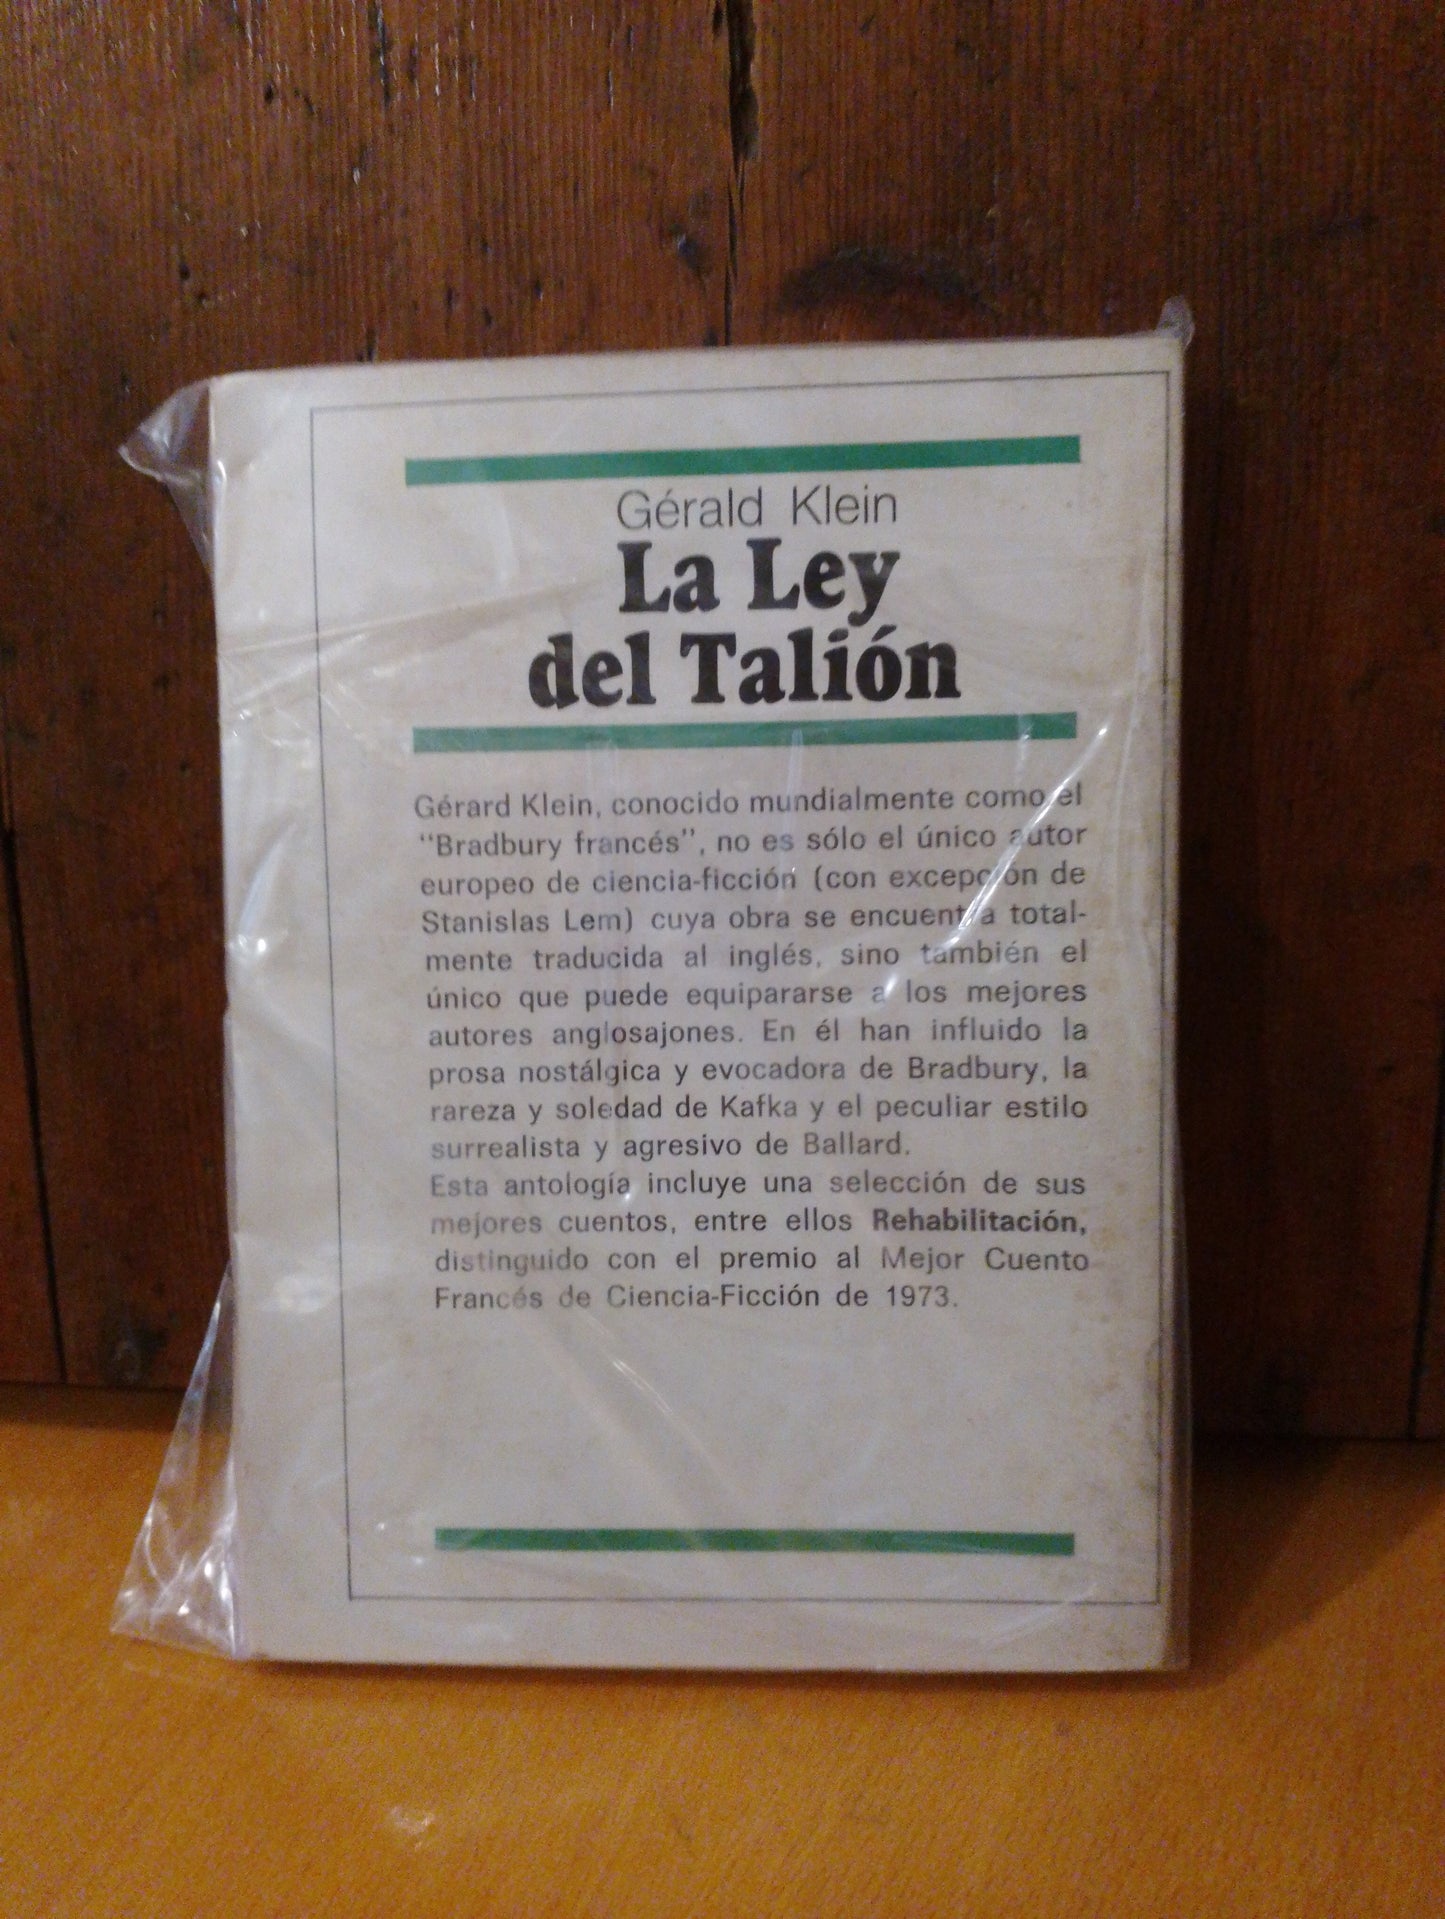 Gérald Klein
La Ley
del Talión
Gérard Klein, conocido mundialmente como el
"Bradbury francés", no es sólo el único autor
europeo de ciencia-ficción (con excepción de
Stanislas Lem) cuya obra se encuentra total-
mente traducida al inglés, sino también el
único que puede equipararse a los mejores
autores anglosajones. En él han influido la
prosa nostálgica y evocadora de Bradbury, la
rareza y soledad de Kafka y el peculiar estilo
surrealista y agresivo de Ballard.
Esta antología incluye una selección de sus
mejores cuentos, entre ellos Rehabilitación,
distinguido con el premio al Mejor Cuento
Francés de Ciencia-Ficción de 1973.